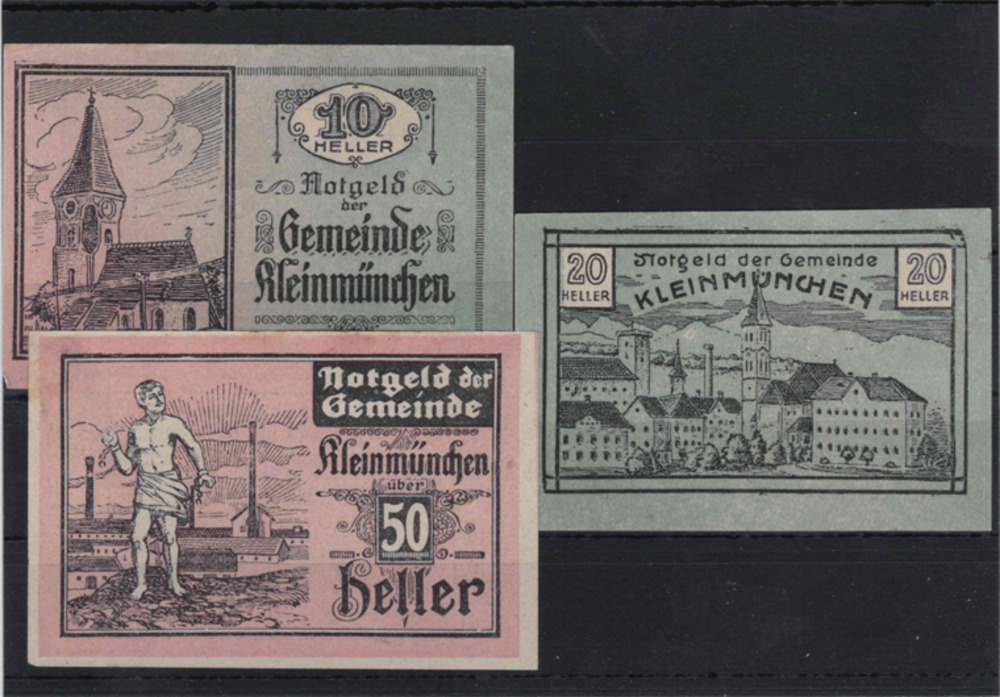 10
HELLER
Notgeld
der
Gemeinde
Kleinmünchen
20
HELLER
Notgeld der Gemeinde
KLEINMÜNCHEN
20
HELLER
Notgeld der
Gemeinde
Kleinmünchen
über
50
heller